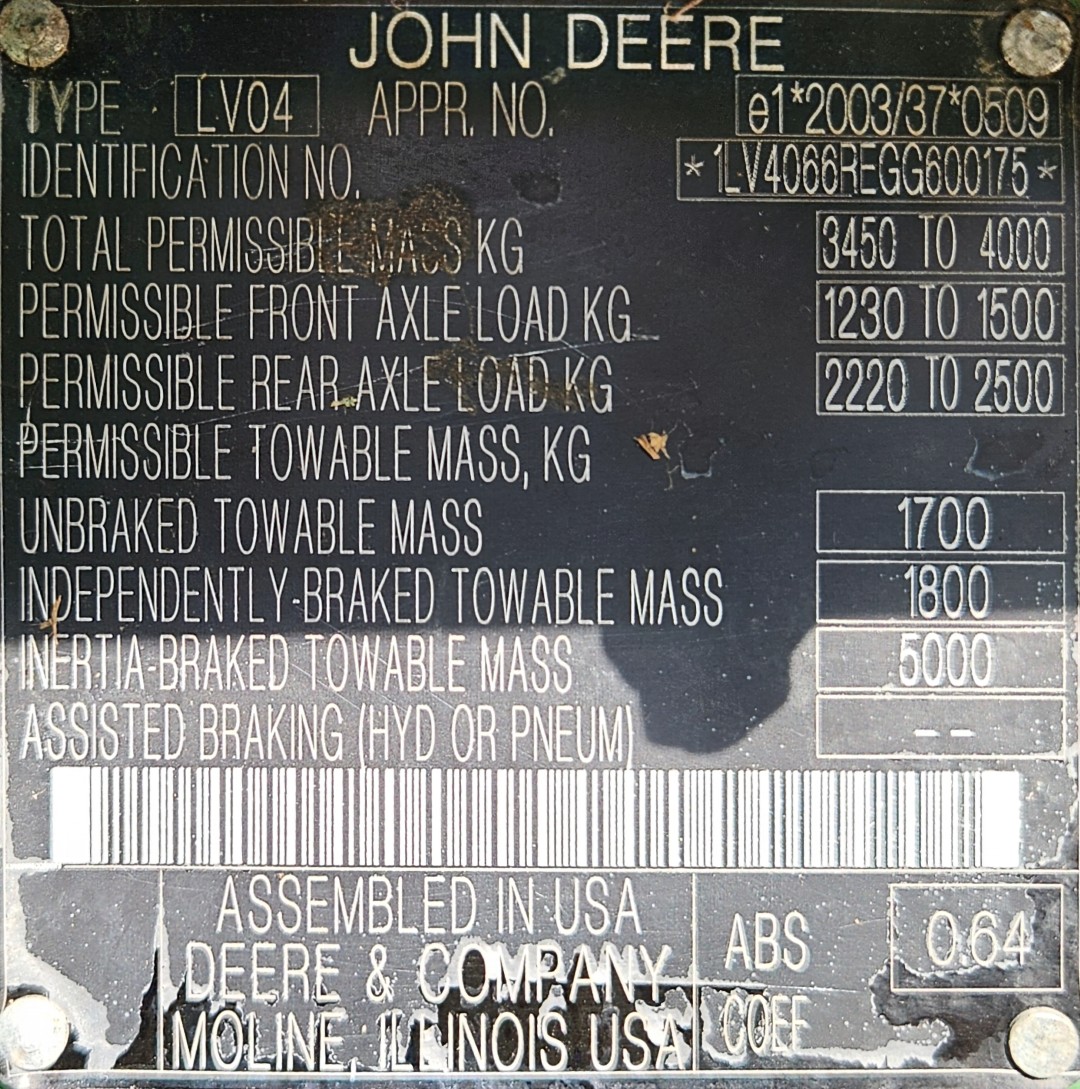 JOHN DEERE
TYPE LV04 APPR. NO. e1*2003/37*0509
IDENTIFICATION NO. *1LV4066REGG600175*
TOTAL PERMISSIBLE MASS KG 3450 TO 4000
PERMISSIBLE FRONT AXLE LOAD KG 1230 TO 1500
PERMISSIBLE REAR AXLE LOAD KG 2220 TO 2500
PERMISSIBLE TOWABLE MASS, KG
UNBRAKED TOWABLE MASS 1700
INDEPENDENTLY-BRAKED TOWABLE MASS 1800
INERTIA-BRAKED TOWABLE MASS 5000
ASSISTED BRAKING (HYD OR PNEUM) --
ASSEMBLED IN USA
DEERE & COMPANY
MOLINE, ILLINOIS USA
ABS 0.64
COEF